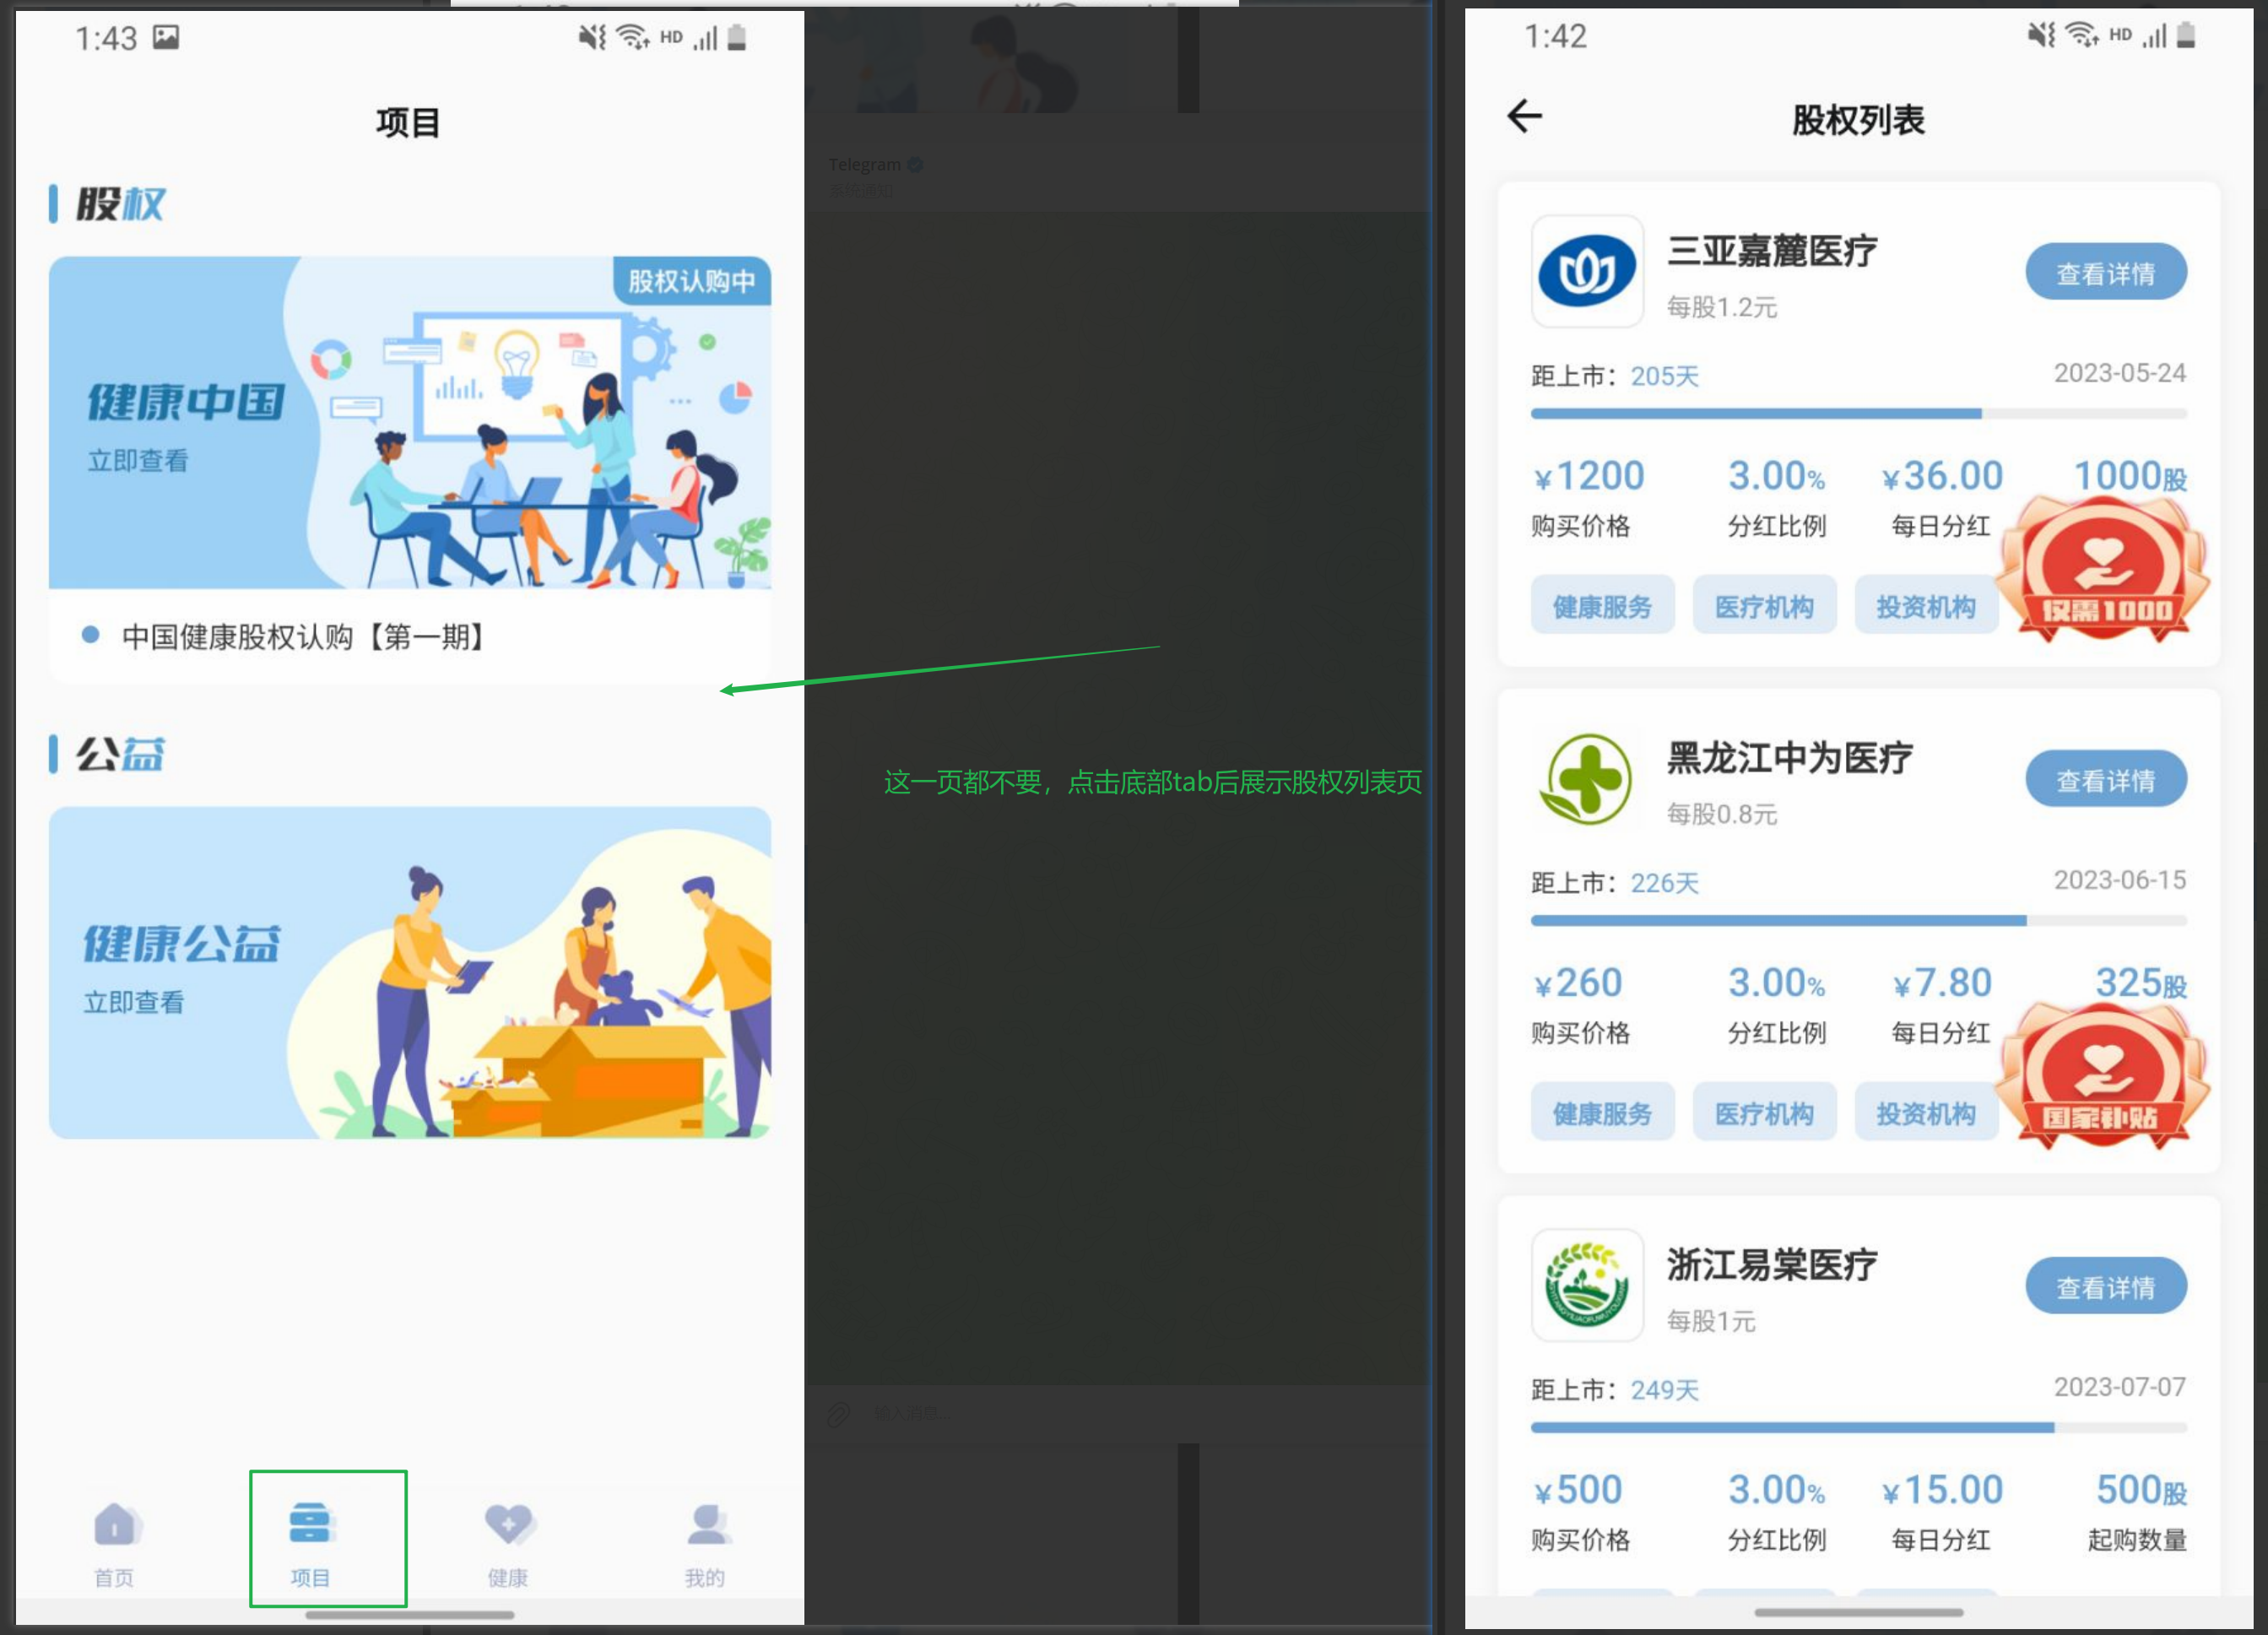 1:43
HD
项目
股权
股权认购中
健康中国
立即查看
中国健康股权认购【第一期】
公益
健康公益
立即查看
首页
项目
健康
我的
Telegram
系统通知
这一页都不要，点击底部tab后展示股权列表页
输入消息...
1:42
HD
股权列表
三亚嘉麓医疗
每股1.2元
查看详情
距上市：205天
2023-05-24
¥1200 3.00% ¥36.00 1000股
购买价格 分红比例 每日分红
健康服务 医疗机构 投资机构
仅需1000
黑龙江中为医疗
每股0.8元
查看详情
距上市：226天
2023-06-15
¥260 3.00% ¥7.80 325股
购买价格 分红比例 每日分红
健康服务 医疗机构 投资机构
国家补贴
浙江易棠医疗
每股1元
查看详情
距上市：249天
2023-07-07
¥500 3.00% ¥15.00 500股
购买价格 分红比例 每日分红 起购数量